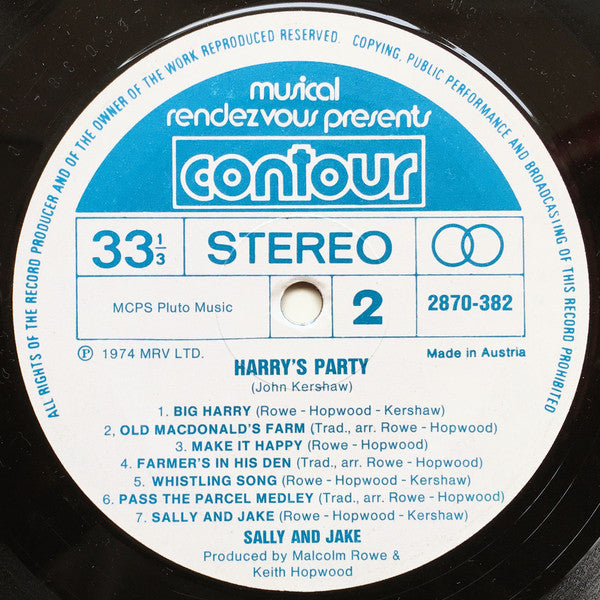 ALL RIGHTS OF THE RECORD PRODUCER AND OF THE OWNER OF THE WORK REPRODUCED RESERVED. COPYING, PUBLIC PERFORMANCE AND BROADCASTING OF THIS RECORD PROHIBITED
musical
rendezvous presents
contour
33 1/3 STEREO
MCPS Pluto Music 2 2870-382
Ⓟ 1974 MRV LTD. Made in Austria
HARRY'S PARTY
(John Kershaw)
1. BIG HARRY (Rowe - Hopwood - Kershaw)
2, OLD MACDONALD'S FARM (Trad., arr. Rowe - Hopwood)
3. MAKE IT HAPPY (Rowe - Hopwood)
4. FARMER'S IN HIS DEN (Trad., arr. Rowe - Hopwood)
5. WHISTLING SONG (Rowe - Hopwood - Kershaw)
6. PASS THE PARCEL MEDLEY (Trad., arr. Rowe - Hopwood)
7. SALLY AND JAKE (Rowe - Hopwood - Kershaw)
SALLY AND JAKE
Produced by Malcolm Rowe &
Keith Hopwood